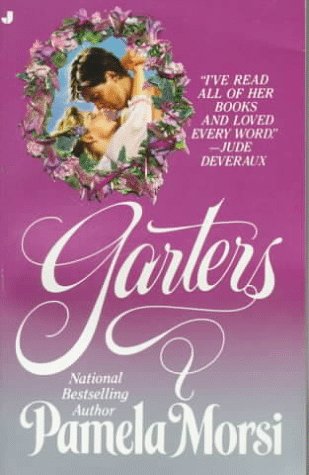 J
"I'VE READ
ALL OF HER
BOOKS
AND LOVED
EVERY WORD."
—JUDE
DEVERAUX
Garters
National
Bestselling
Author
Pamela Morsi